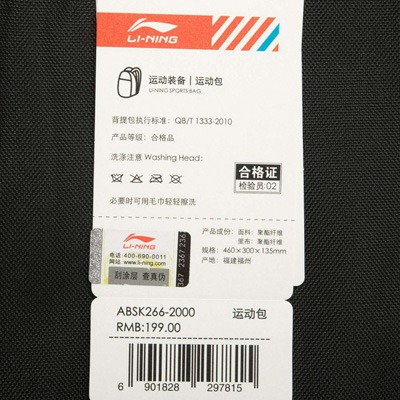 LI-NING
运动装备 | 运动包
LI-NING SPORTS BAG
背提包执行标准: QB/T 1333-2010
产品等级: 合格品
洗涤注意 Washing Head:
合格证
检验员:02
必要时可用毛巾轻轻擦洗
LI-NING
电话:400-690-0011
网站:www.li-ning.com
刮涂层 查真伪
2367 236
产品成份: 面料: 聚酯纤维
里布: 聚酯纤维
规格: 460×300×135mm
产地: 福建福州
ABSK266-2000 运动包
RMB:199.00
6 901828 297815